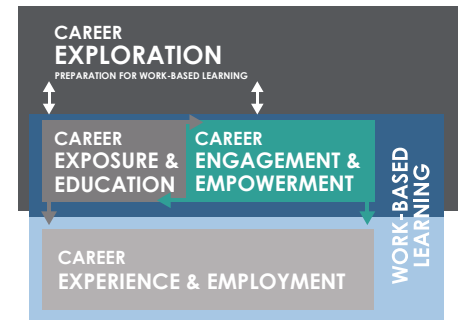 CAREER
EXPLORATION
PREPARATION FOR WORK-BASED LEARNING
CAREER
EXPOSURE &
EDUCATION
CAREER
ENGAGEMENT &
EMPOWERMENT
WORK-BASED
LEARNING
CAREER
EXPERIENCE & EMPLOYMENT